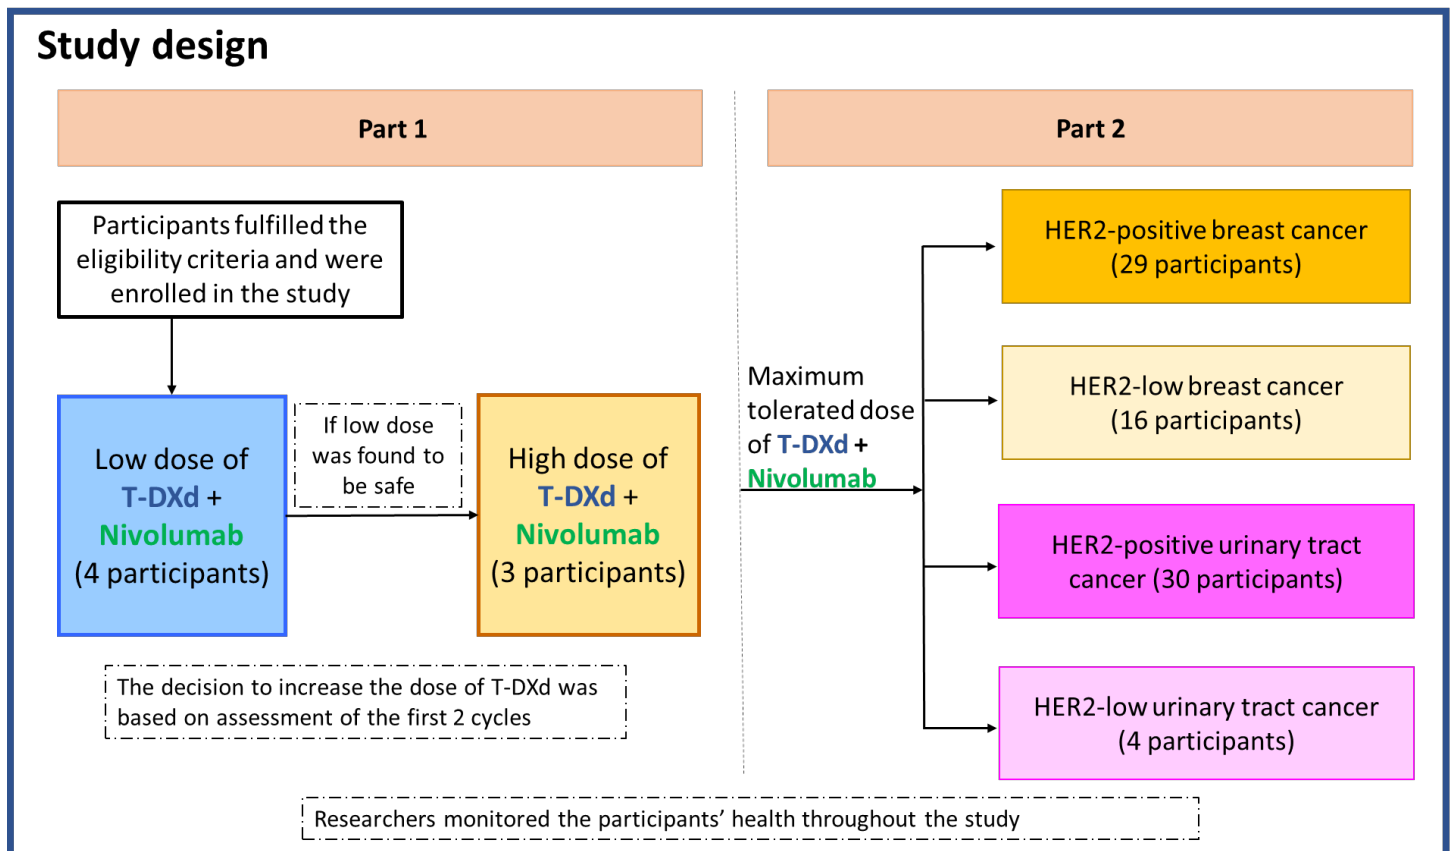 Study design
Part 1
Participants fulfilled the
eligibility criteria and were
enrolled in the study
Low dose of
T-DXd +
Nivolumab
(4 participants)
If low dose
was found to
be safe
High dose of
T-DXd +
Nivolumab
(3 participants)
The decision to increase the dose of T-DXd was
based on assessment of the first 2 cycles
Part 2
Maximum
tolerated dose
of T-DXd +
Nivolumab
HER2-positive breast cancer
(29 participants)
HER2-low breast cancer
(16 participants)
HER2-positive urinary tract
cancer (30 participants)
HER2-low urinary tract cancer
(4 participants)
Researchers monitored the participants’ health throughout the study